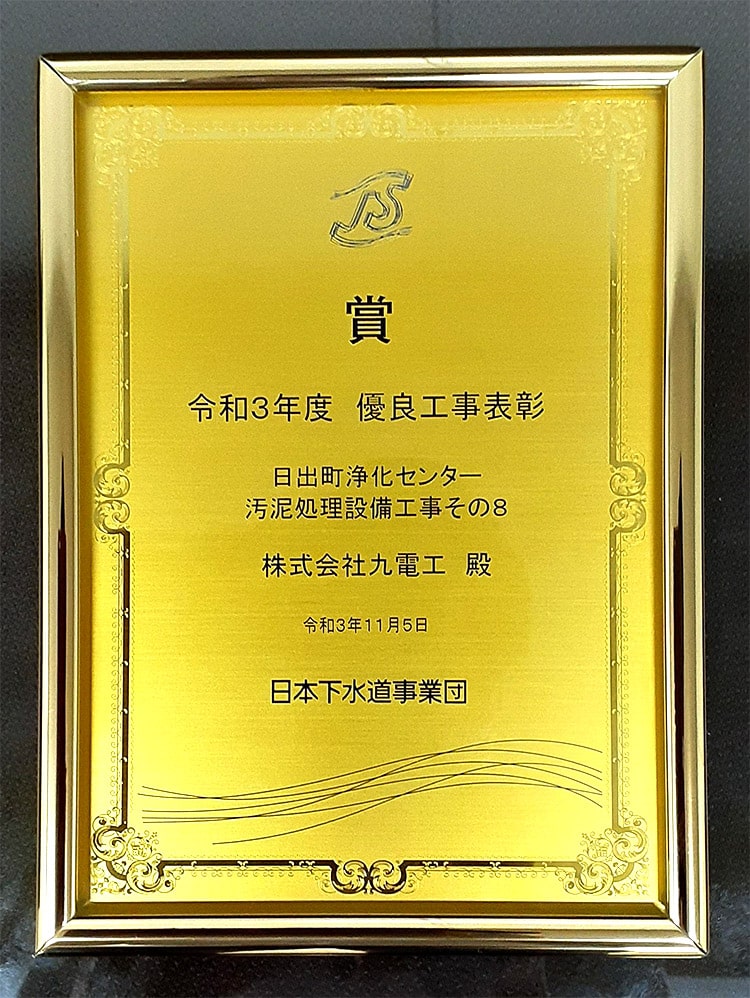 JS
賞
令和3年度 優良工事表彰
日出町浄化センター
汚泥処理設備工事その8
株式会社九電工 殿
令和3年11月5日
日本下水道事業団